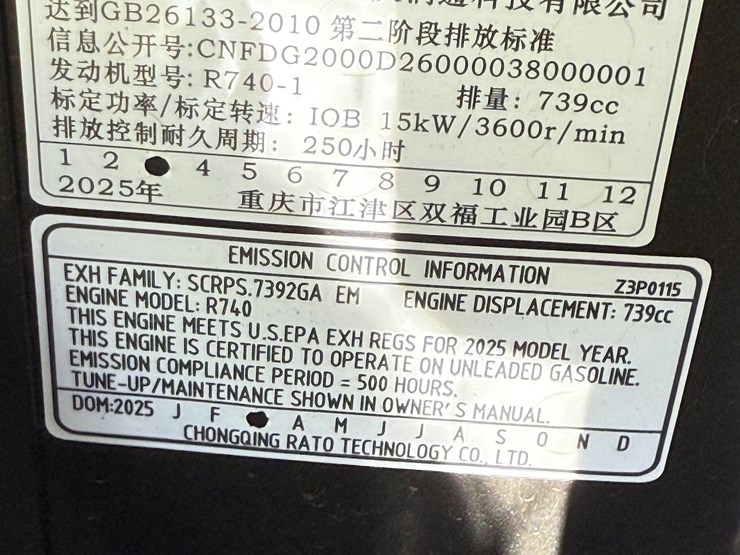 科技有限公司
达到GB26133-2010 第二阶段排放标准
信息公开号:CNFDG2000D26000038000001
发动机型号: R740-1 排量: 739cc
标定功率/标定转速: IOB 15kW/3600r/min
排放控制耐久周期: 250小时
1 2 ● 4 5 6 7 8 9 10 11 12
2025年 重庆市江津区双福工业园B区
EMISSION CONTROL INFORMATION Z3P0115
EXH FAMILY: SCRPS.7392GA EM ENGINE DISPLACEMENT: 739cc
ENGINE MODEL: R740
THIS ENGINE MEETS U.S.EPA EXH REGS FOR 2025 MODEL YEAR.
THIS ENGINE IS CERTIFIED TO OPERATE ON UNLEADED GASOLINE.
EMISSION COMPLIANCE PERIOD = 500 HOURS.
TUNE-UP/MAINTENANCE SHOWN IN OWNER'S MANUAL.
DOM:2025 J F ● A M J J A S O N D
CHONGQING RATO TECHNOLOGY CO., LTD.